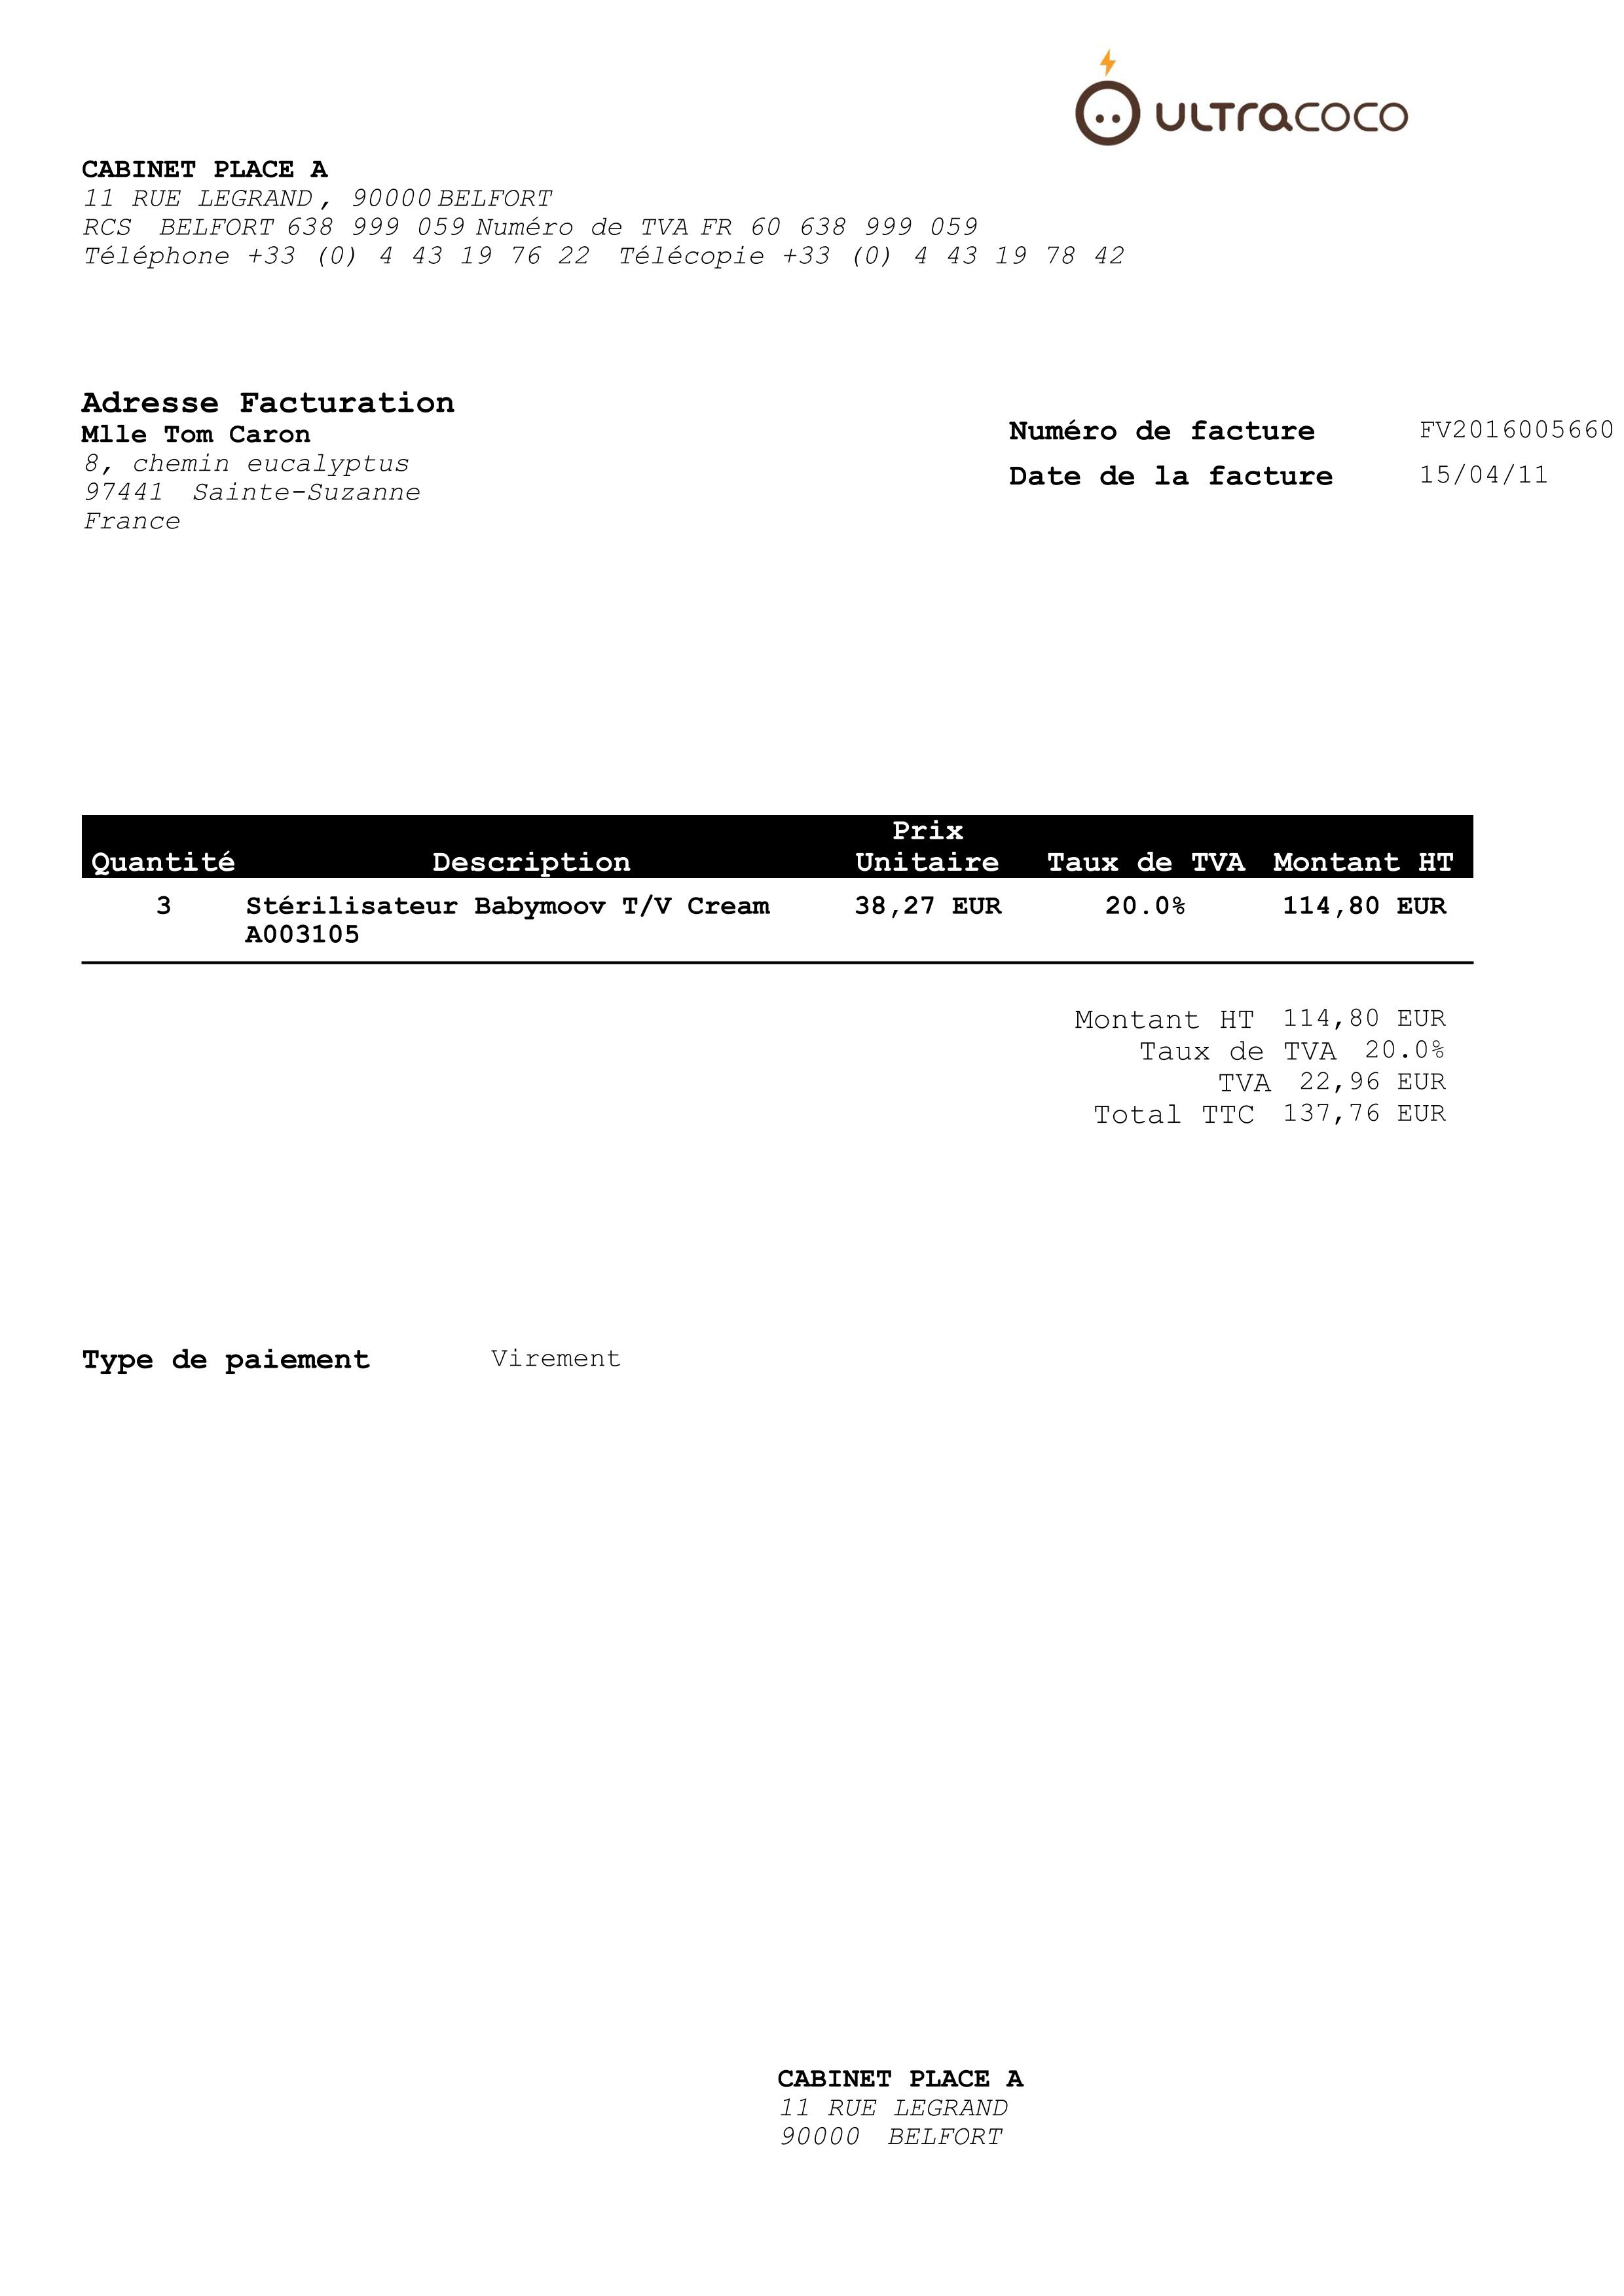 ULTRACOCO
CABINET PLACE A
11 RUE LEGRAND, 90000 BELFORT
RCS BELFORT 638 999 059 Numéro de TVA FR 60 638 999 059
Téléphone +33 (0) 4 43 19 76 22 Télécopie +33 (0) 4 43 19 78 42
Adresse Facturation
Mlle Tom Caron
8, chemin eucalyptus
97441 Sainte-Suzanne
France
Numéro de facture FV2016005660
Date de la facture 15/04/11
Quantité Description Prix Unitaire Taux de TVA Montant HT
3 Stérilisateur Babymoov T/V Cream 38,27 EUR 20.0% 114,80 EUR
A003105
Montant HT 114,80 EUR
Taux de TVA 20.0%
TVA 22,96 EUR
Total TTC 137,76 EUR
Type de paiement Virement
CABINET PLACE A
11 RUE LEGRAND
90000 BELFORT